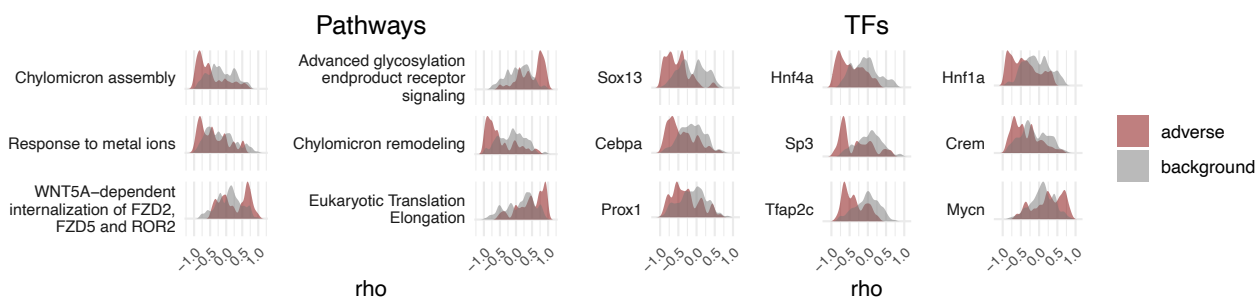 Pathways
TFs
Chylomicron assembly
Advanced glycosylation
endproduct receptor
signaling
Sox13
Hnf4a
Hnf1a
Response to metal ions
Chylomicron remodeling
Cebpa
Sp3
Crem
WNT5A−dependent
internalization of FZD2,
FZD5 and ROR2
Eukaryotic Translation
Elongation
Prox1
Tfap2c
Mycn
adverse
background
−1.0 −0.5 0.0 0.5 1.0
−1.0 −0.5 0.0 0.5 1.0
−1.0 −0.5 0.0 0.5 1.0
−1.0 −0.5 0.0 0.5 1.0
−1.0 −0.5 0.0 0.5 1.0
rho
rho